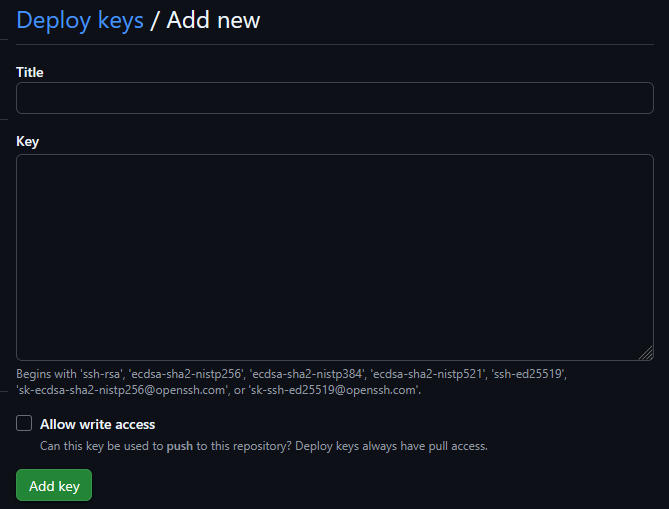 Deploy keys / Add new
Title
Key
Begins with 'ssh-rsa', 'ecdsa-sha2-nistp256', 'ecdsa-sha2-nistp384', 'ecdsa-sha2-nistp521', 'ssh-ed25519',
'sk-ecdsa-sha2-nistp256@openssh.com', or 'sk-ssh-ed25519@openssh.com'.
Allow write access
Can this key be used to push to this repository? Deploy keys always have pull access.
Add key